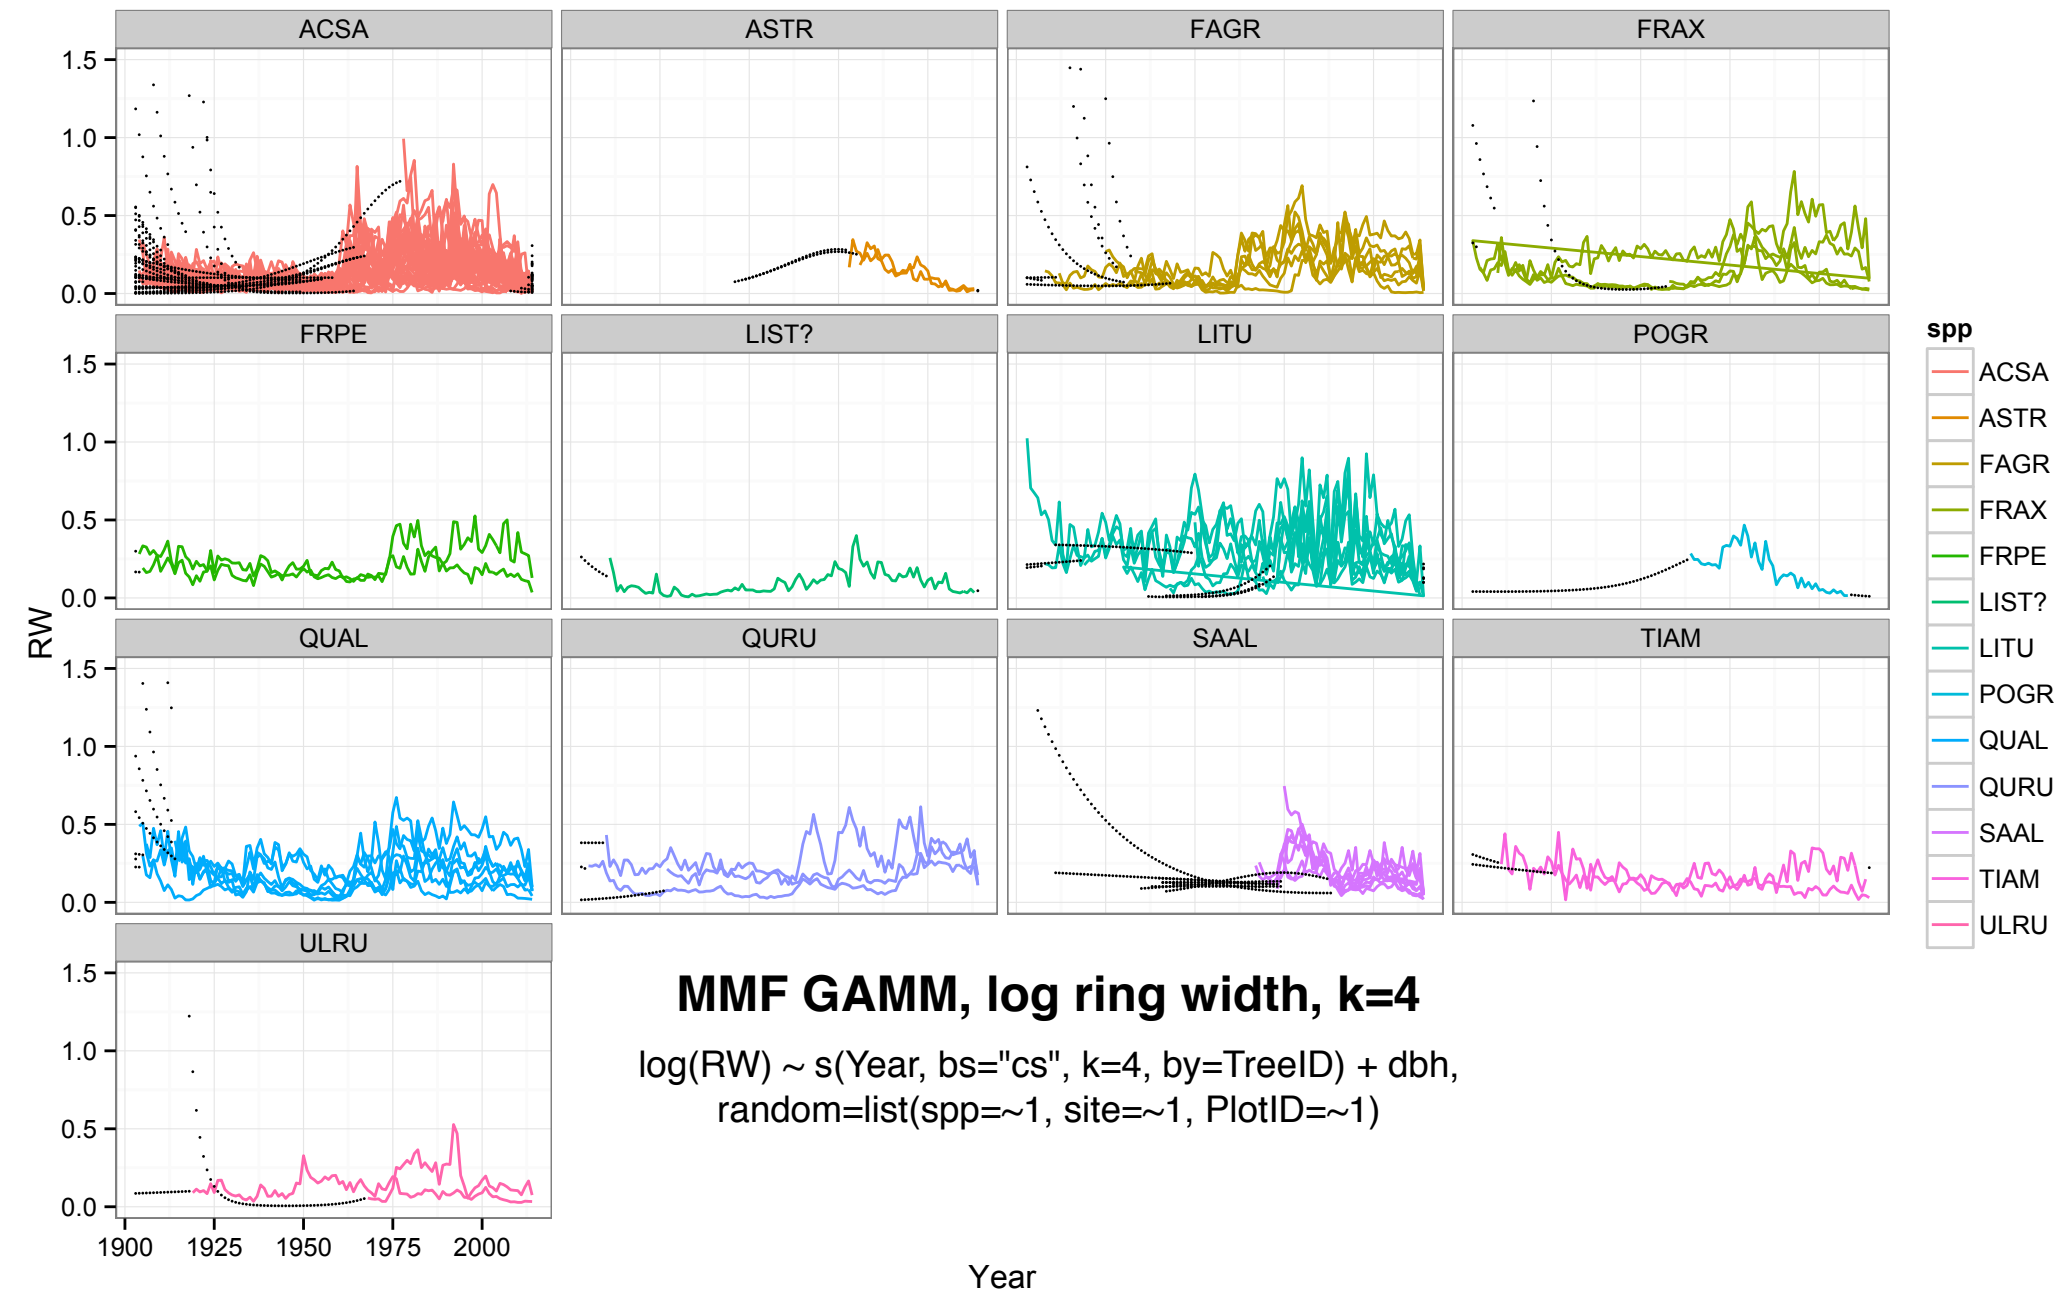 ACSA ASTR FAGR FRAX
1.5
1.0
0.5
0.0
FRPE LIST? LITU POGR
1.5
1.0
0.5
0.0
QUAL QURU SAAL TIAM
1.5
1.0
0.5
0.0
ULRU
1.5
1.0
0.5
0.0
1900 1925 1950 1975 2000
RW
Year
MMF GAMM, log ring width, k=4
log(RW) ~ s(Year, bs="cs", k=4, by=TreeID) + dbh,
random=list(spp=~1, site=~1, PlotID=~1)
spp
ACSA
ASTR
FAGR
FRAX
FRPE
LIST?
LITU
POGR
QUAL
QURU
SAAL
TIAM
ULRU